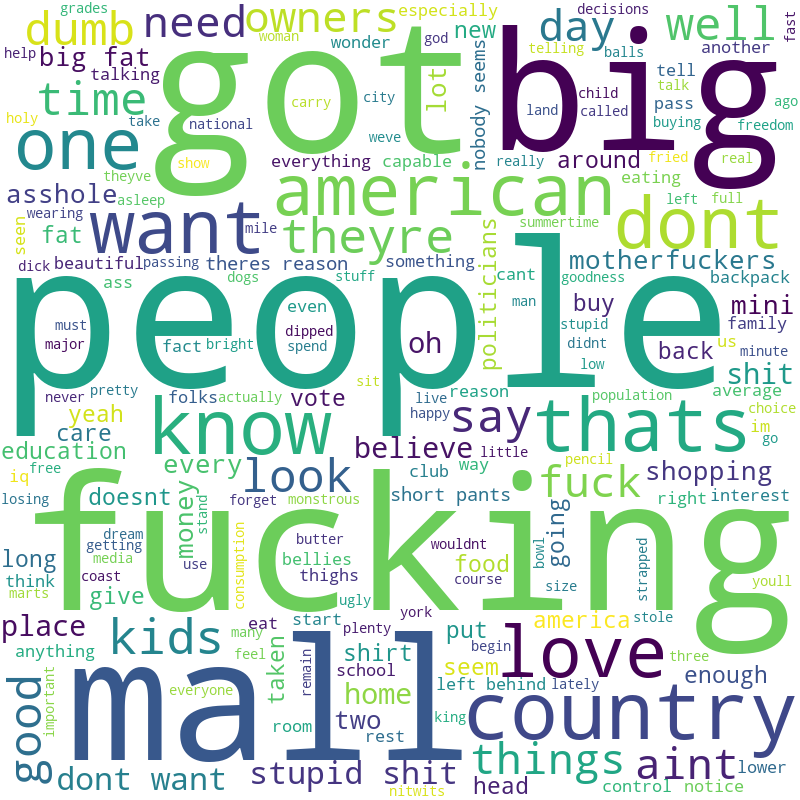 grades
dumb
need
owners
especially
decisions
woman
new
day
well
fast
help
big fat
talking
wonder
god
telling
balls
another
time
got
big
lot
tell
talk
holy
take
national
carry
city
child
called
land
pass
buying
ago
freedom
one
show
weve
nobody seems
theyve
everything
capable
really
around
fried
real
asshole
asleep
american
eating
left
full
wearing
want
mile
summertime
dont
seen
fat
theyre
politicians
dick
beautiful
passing
theres reason
something
cant
motherfuckers
ass
dogs
stuff
goodness
backpack
people
even
man
buy
mini
must
dipped
stupid
family
major
fact
bright
spend
oh
didnt
us
back
minute
low
shit
never
pretty
folks
sit
live
reason
population
average
yeah
actually
vote
happy
choice
care
know
say
thats
im
go
education
believe
little
iq
free
every
club
way
pencil
shopping
losing
doesnt
look
short pants
fuck
right
interest
money
stand
forget
monstrous
going
fucking
dream
butter
wouldnt
bowl
long
getting
consumption
bellies
food
strapped
think
media
coast
use
thighs
course
size
youll
marts
give
ugly
york
america
stole
place
kids
many
eat
start
plenty
put
love
three
anything
feel
taken
remain
shirt
begin
seem
enough
school
left behind
lately
good
important
mall
everyone
home
king
country
room
two
rest
things
aint
lower
dont want
stupid shit
head
control
notice
nitwits